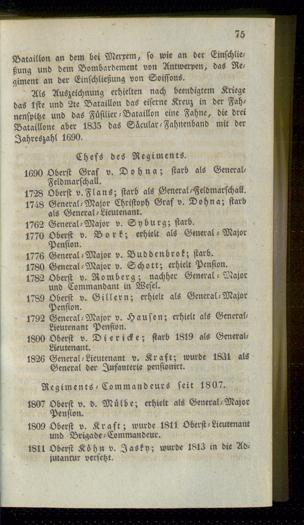 75
Bataillon an dem bei Merxem, so wie an der Einschlie-
ßung und dem Bombardement von Antwerpen, das Re-
giment an der Einschließung von Soissons.
Als Auszeichnung erhielten nach beendigtem Kriege
das 1ste und 2te Bataillon das eiserne Kreuz in der Fah-
nenspitze und das Füsilier-Bataillon eine Fahne, die drei
Bataillone aber 1835 das Säcular-Fahnenband mit der
Jahreszahl 1690.
Chefs des Regiments.
1690 Oberst Graf v. Dohna; starb als General-
Feldmarschall.
1728 Oberst v. Flans; starb als General-Feldmarschall.
1748 General-Major Christoph Graf v. Dohna; starb
als General-Lieutenant.
1762 General-Major v. Syburg; starb.
1770 Oberst v. Bork; erhielt als General-Major
Pension.
1776 General-Major v. Buddenbrok; starb.
1780 General-Major v. Schott; erhielt Pension.
1782 Oberst v. Romberg; nachher General-Major
und Commandant in Wesel.
1789 Oberst v. Gillern; erhielt als General-Major
Pension.
1792 General-Major v. Hausen; erhielt als General-
Lieutenant Pension.
1800 Oberst v. Diericke; starb 1819 als General-
Lieutenant.
1826 General-Lieutenant v. Kraft; wurde 1831 als
General der Infanterie pensionirt.
Regiments-Commandeurs seit 1807.
1807 Oberst v. d. Mülbe; erhielt als General-Major
Pension.
1809 Oberst v. Kraft; wurde 1811 Oberst-Lieutenant
und Brigade-Commandeur.
1811 Oberst Köhn v. Jasky; wurde 1813 in die Ad-
jutantur versetzt.